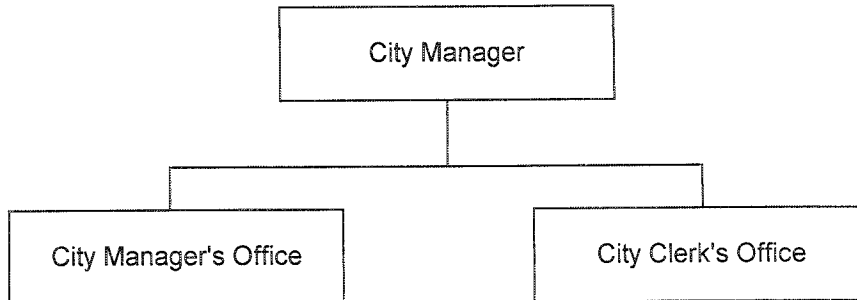 City Manager
City Manager's Office
City Clerk's Office